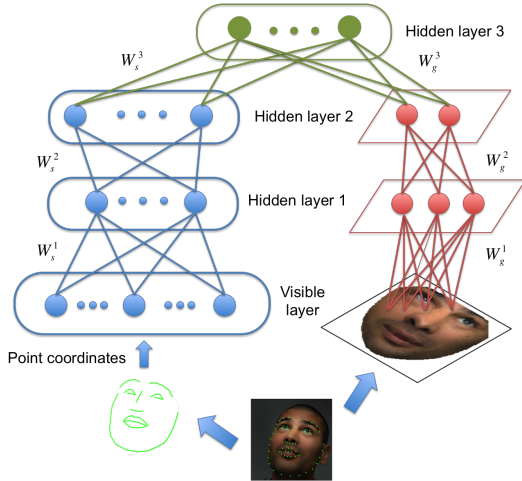 Hidden layer 3
W_s^3
W_g^3
Hidden layer 2
W_s^2
W_g^2
Hidden layer 1
W_s^1
W_g^1
Visible
layer
Point coordinates